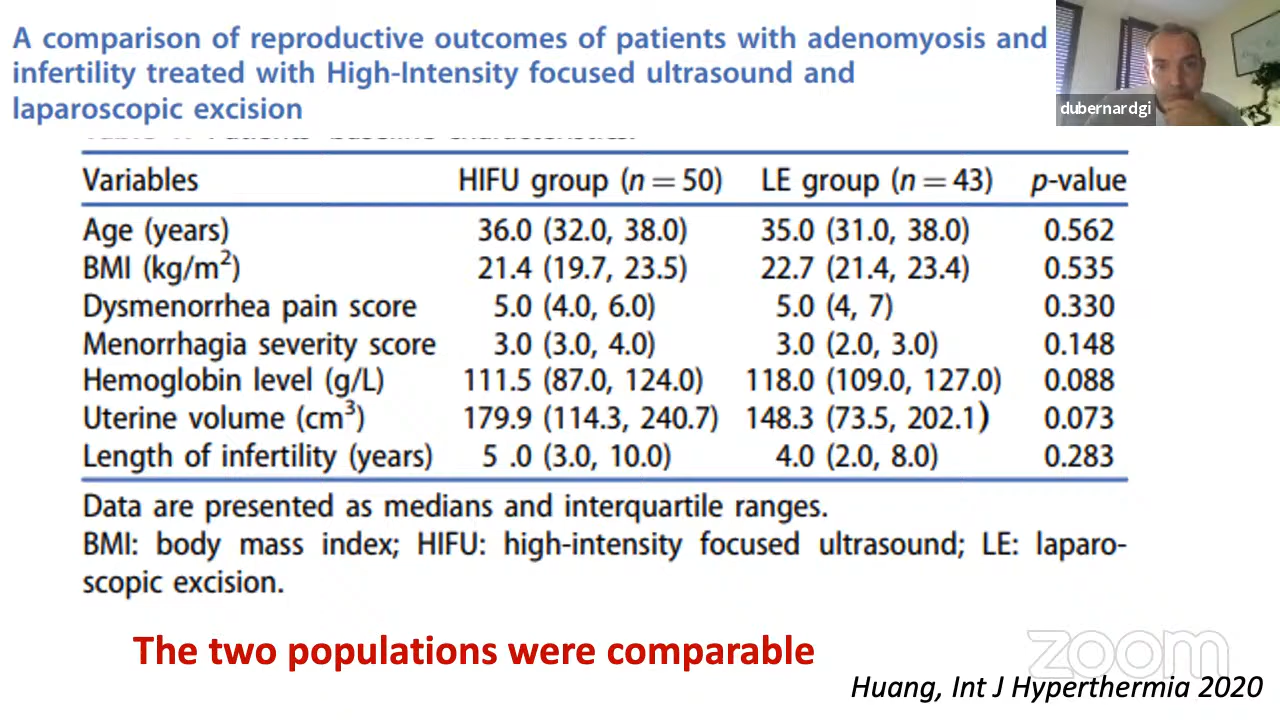 A comparison of reproductive outcomes of patients with adenomyosis and
infertility treated with High-Intensity focused ultrasound and
laparoscopic excision
dubernardgi
Variables HIFU group (n = 50) LE group (n = 43) p-value
Age (years) 36.0 (32.0, 38.0) 35.0 (31.0, 38.0) 0.562
BMI (kg/m²) 21.4 (19.7, 23.5) 22.7 (21.4, 23.4) 0.535
Dysmenorrhea pain score 5.0 (4.0, 6.0) 5.0 (4, 7) 0.330
Menorrhagia severity score 3.0 (3.0, 4.0) 3.0 (2.0, 3.0) 0.148
Hemoglobin level (g/L) 111.5 (87.0, 124.0) 118.0 (109.0, 127.0) 0.088
Uterine volume (cm³) 179.9 (114.3, 240.7) 148.3 (73.5, 202.1) 0.073
Length of infertility (years) 5 .0 (3.0, 10.0) 4.0 (2.0, 8.0) 0.283
Data are presented as medians and interquartile ranges.
BMI: body mass index; HIFU: high-intensity focused ultrasound; LE: laparo-
scopic excision.
The two populations were comparable
zoom
Huang, Int J Hyperthermia 2020